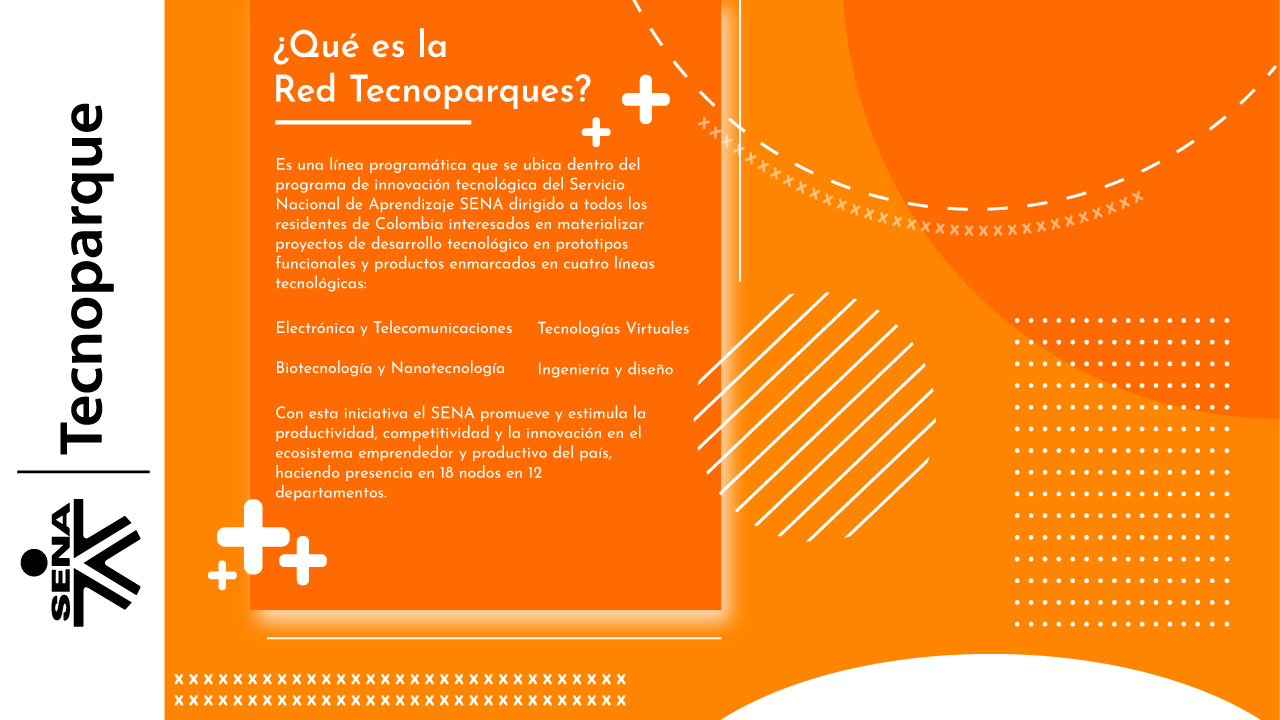 Tecnoparque
SENA
¿Qué es la
Red Tecnoparques?
Es una línea programática que se ubica dentro del
programa de innovación tecnológica del Servicio
Nacional de Aprendizaje SENA dirigido a todos los
residentes de Colombia interesados en materializar
proyectos de desarrollo tecnológico en prototipos
funcionales y productos enmarcados en cuatro líneas
tecnológicas:
Electrónica y Telecomunicaciones Tecnologías Virtuales
Biotecnología y Nanotecnología Ingeniería y diseño
Con esta iniciativa el SENA promueve y estimula la
productividad, competitividad y la innovación en el
ecosistema emprendedor y productivo del país,
haciendo presencia en 18 nodos en 12
departamentos.